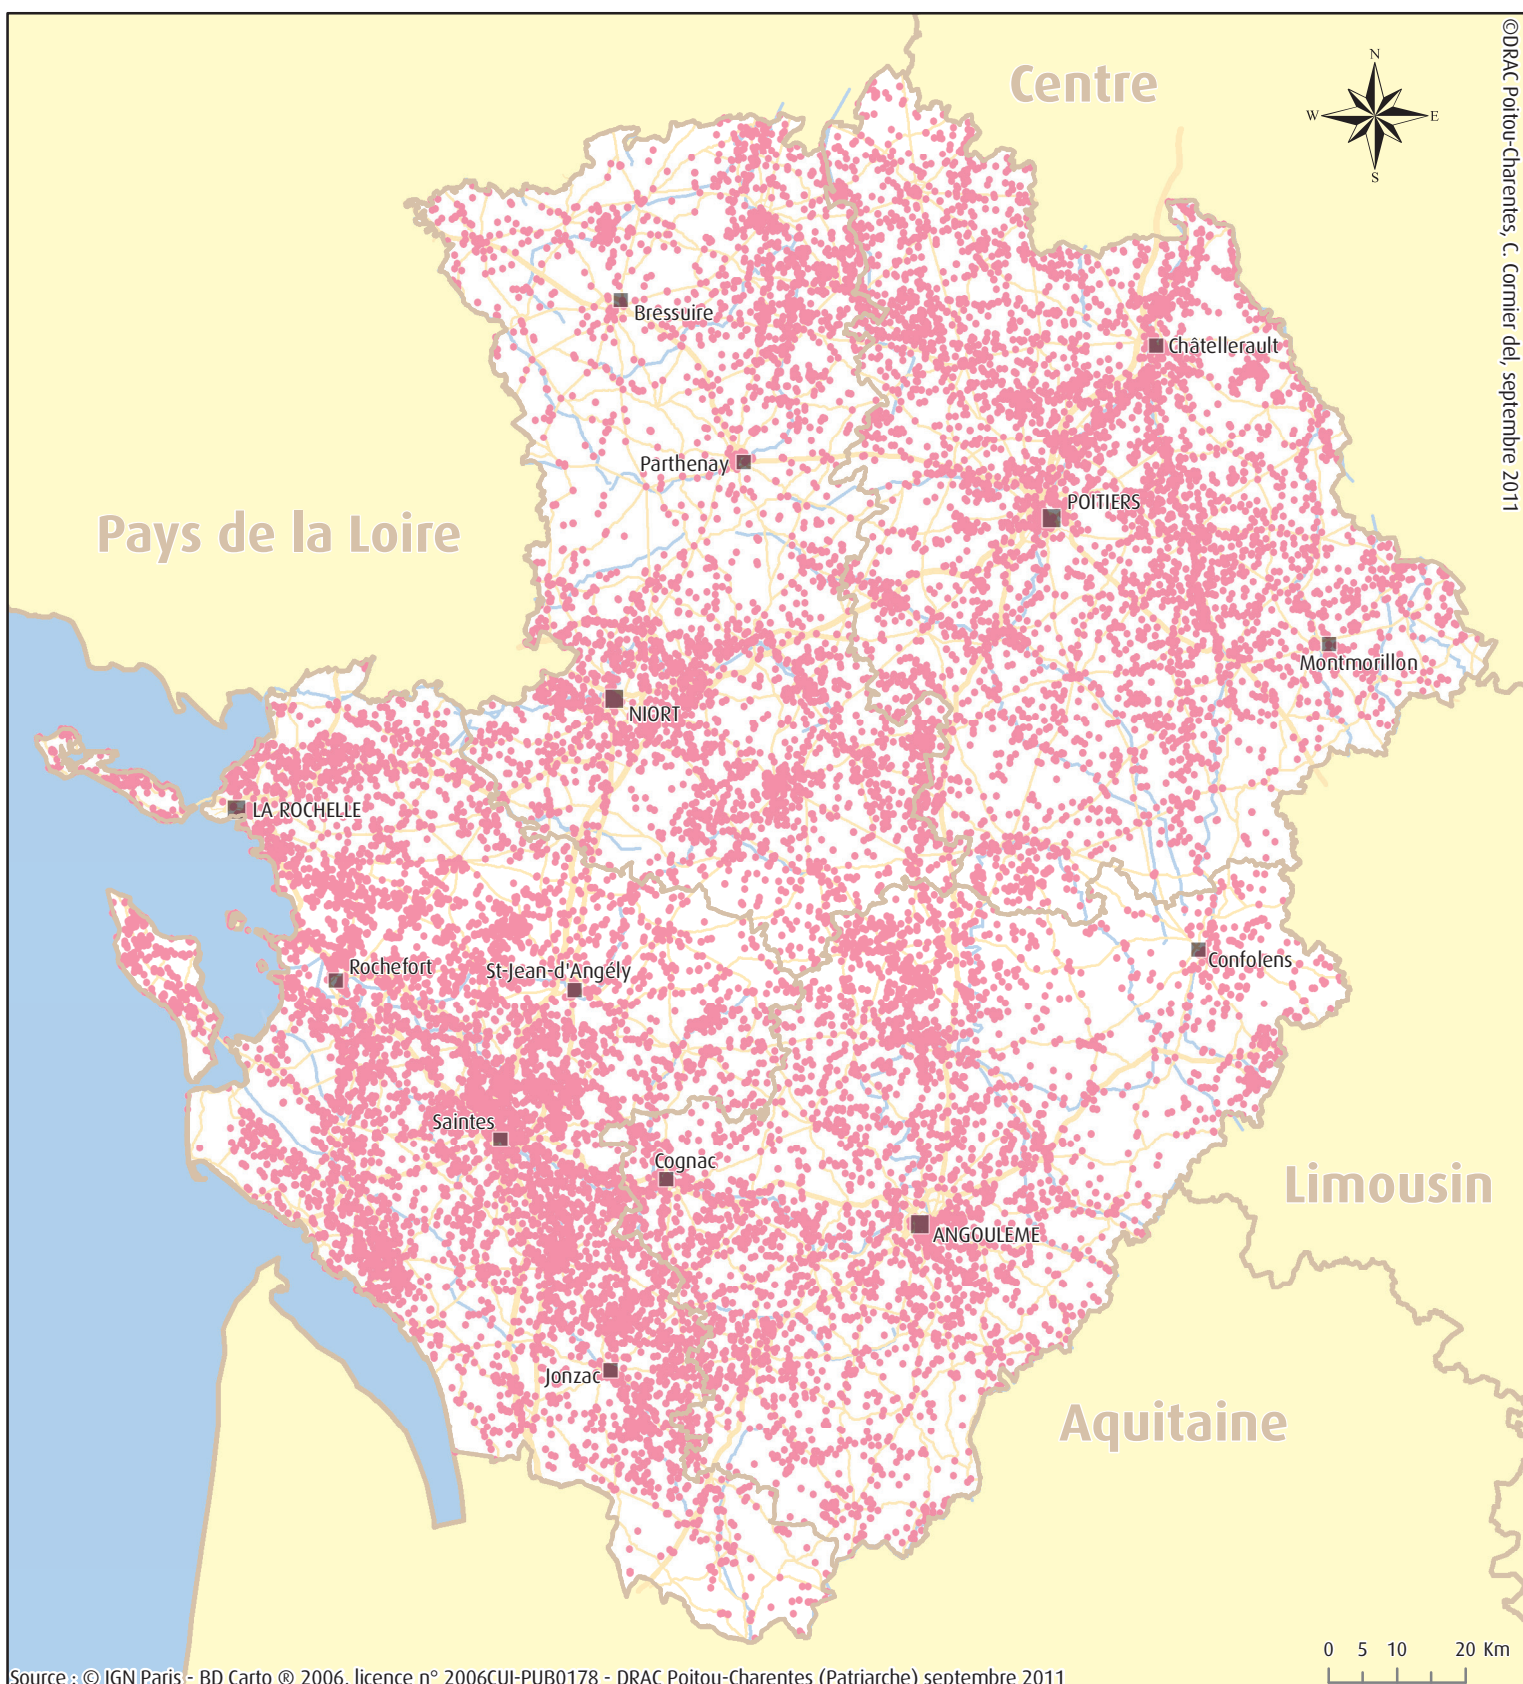 Centre
N
W
E
S
©DRAC Poitou-Charentes, C. Cormier del, septembre 2011
Bressuire
Châtellerault
Parthenay
POITIERS
Pays de la Loire
Montmorillon
NIORT
LA ROCHELLE
Confolens
Rochefort
St-Jean-d'Angély
Saintes
Cognac
Limousin
ANGOULEME
Jonzac
Aquitaine
0 5 10 20 Km
Source : © IGN Paris - BD Carto ® 2006, licence n° 2006CUI-PUB0178 - DRAC Poitou-Charentes (Patriarche) septembre 2011